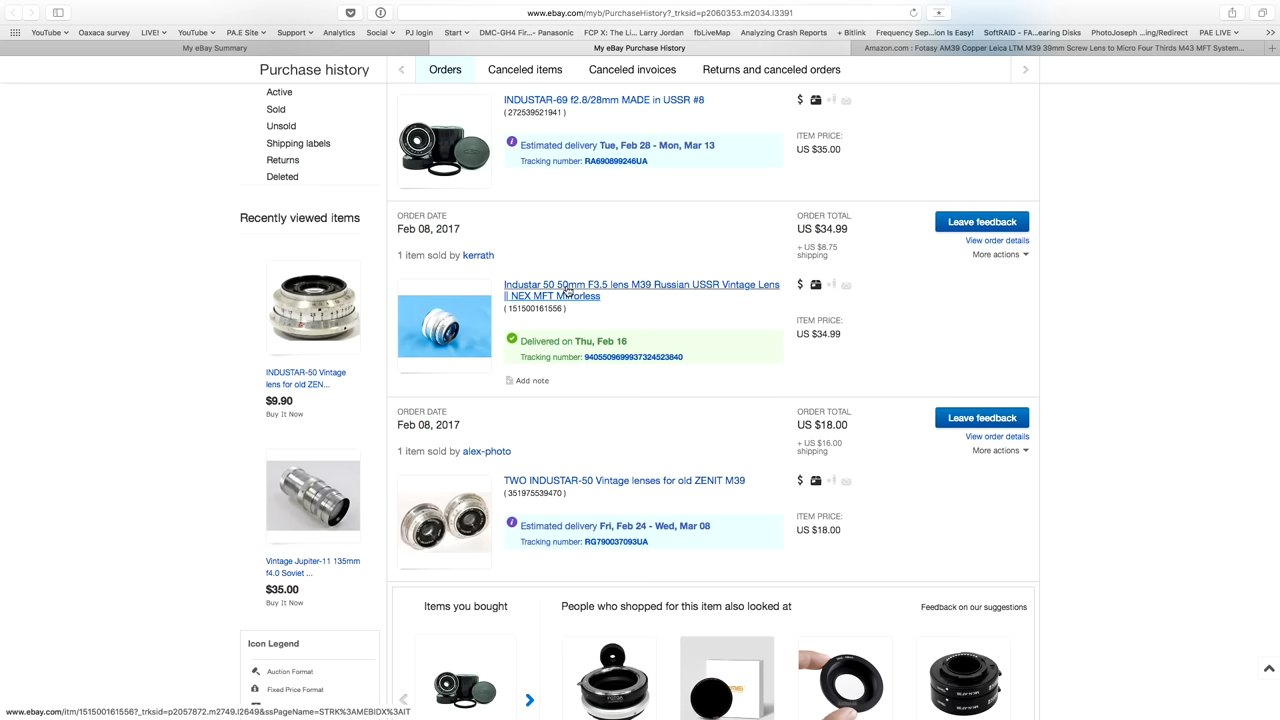 www.ebay.com/myb/PurchaseHistory?_trksid=p2060353.m2034.l3391
YouTube Oaxaca survey LIVE! YouTube PA.E Site Support Analytics Social PJ login Start DMC-GH4 Fir...- Panasonic FCP X: The Li... Larry Jordan fbLiveMap Analyzing Crash Reports + Bitlink Frequency Sep...ion Is Easy! SoftRAID - FA...earing Disks PhotoJoseph ...ing/Redirect PAE LIVE
My eBay Summary
My eBay Purchase History
Amazon.com : Fotasy AM39 Copper Leica LTM M39 39mm Screw Lens to Micro Four Thirds M43 MFT System...
Purchase history
Orders
Canceled items
Canceled invoices
Returns and canceled orders
Active
Sold
Unsold
Shipping labels
Returns
Deleted
Recently viewed items
INDUSTAR-50 Vintage
lens for old ZEN...
$9.90
Buy It Now
Vintage Jupiter-11 135mm
f4.0 Soviet ...
$35.00
Buy It Now
Icon Legend
Auction Format
Fixed Price Format
INDUSTAR-69 f2.8/28mm MADE in USSR #8
( 272539521941 )
Estimated delivery Tue, Feb 28 - Mon, Mar 13
Tracking number: RA690899246UA
ITEM PRICE:
US $35.00
ORDER DATE
Feb 08, 2017
1 item sold by kerrath
ORDER TOTAL
US $34.99
+ US $8.75
shipping
Leave feedback
View order details
More actions
Industar 50 50mm F3.5 lens M39 Russian USSR Vintage Lens
|| NEX MFT Mirrorless
( 151500161556 )
Delivered on Thu, Feb 16
Tracking number: 9405509699937324523840
Add note
ITEM PRICE:
US $34.99
ORDER DATE
Feb 08, 2017
1 item sold by alex-photo
ORDER TOTAL
US $18.00
+ US $16.00
shipping
Leave feedback
View order details
More actions
TWO INDUSTAR-50 Vintage lenses for old ZENIT M39
( 351975539470 )
Estimated delivery Fri, Feb 24 - Wed, Mar 08
Tracking number: RG790037093UA
ITEM PRICE:
US $18.00
Items you bought
People who shopped for this item also looked at
Feedback on our suggestions
www.ebay.com/itm/151500161556?_trksid=p2057872.m2749.l2649&ssPageName=STRK%3AMEBIDX%3AIT